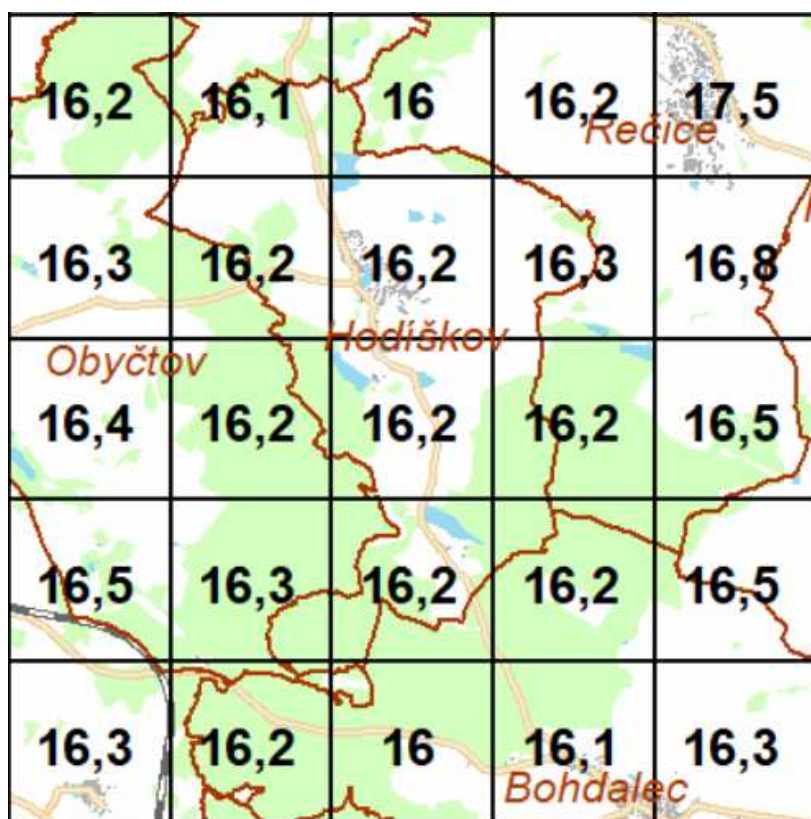 16,2 16,1 16 16,2 17,5
Řečice
16,3 16,2 16,2 16,3 16,8
Hodíškov
Obyčtov
16,4 16,2 16,2 16,2 16,5
16,5 16,3 16,2 16,2 16,5
16,3 16,2 16 16,1 16,3
Bohdalec